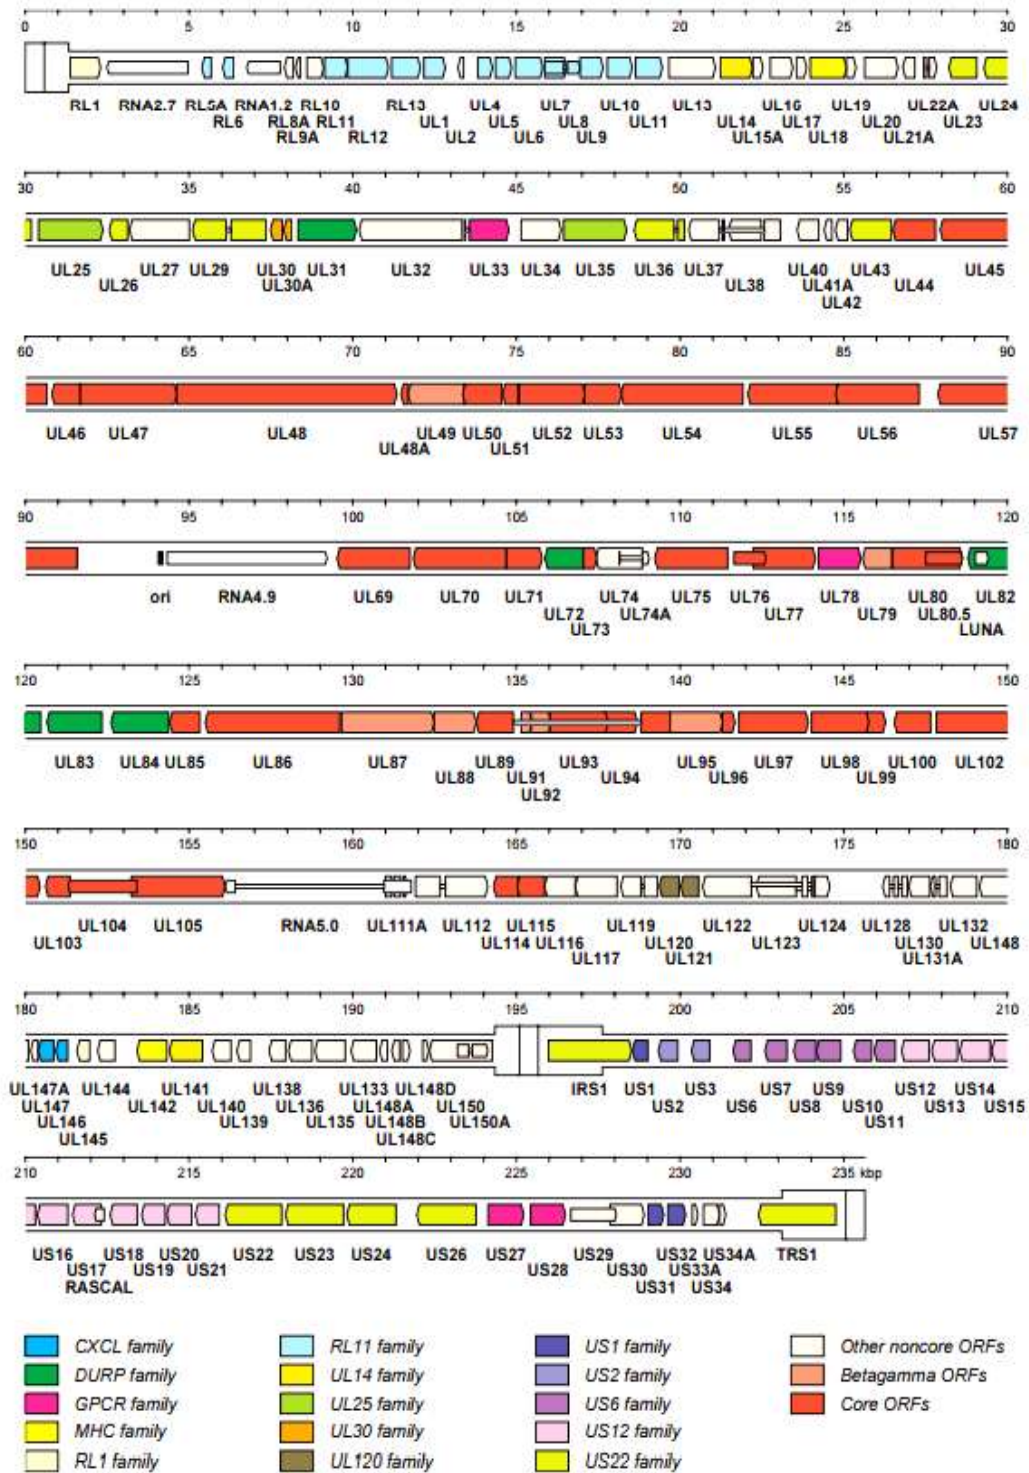 0 5 10 15 20 25 30
RL1 RNA2.7 RL5A RNA1.2 RL10 RL13 UL4 UL7 UL10 UL13 UL16 UL19 UL22A UL24
RL6 RL8A RL11 UL1 UL5 UL8 UL11 UL14 UL17 UL20 UL23
RL9A RL12 UL2 UL6 UL9 UL15A UL18 UL21A
30 35 40 45 50 55 60
UL25 UL27 UL29 UL30 UL31 UL32 UL33 UL34 UL35 UL36 UL37 UL40 UL43 UL45
UL26 UL30A UL38 UL41A UL44
UL42
60 65 70 75 80 85 90
UL46 UL47 UL48 UL49 UL50 UL52 UL53 UL54 UL55 UL56 UL57
UL48A UL51
90 95 100 105 110 115 120
ori RNA4.9 UL69 UL70 UL71 UL74 UL75 UL76 UL78 UL80 UL82
UL72 UL74A UL77 UL79 UL80.5
UL73 LUNA
120 125 130 135 140 145 150
UL83 UL84 UL85 UL86 UL87 UL89 UL93 UL95 UL97 UL98 UL100 UL102
UL88 UL91 UL94 UL96 UL99
UL92
150 155 160 165 170 175 180
UL104 UL105 RNA5.0 UL111A UL112 UL115 UL119 UL122 UL124 UL128 UL132
UL103 UL114 UL116 UL120 UL123 UL130 UL148
UL117 UL121 UL131A
180 185 190 195 200 205 210
UL147A UL144 UL141 UL138 UL133 UL148D IRS1 US1 US3 US7 US9 US12 US14
UL147 UL142 UL140 UL136 UL148A UL150 US2 US6 US8 US10 US13 US15
UL146 UL139 UL135 UL148B UL150A US11
UL145 UL148C
210 215 220 225 230 235 kbp
US16 US18 US20 US22 US23 US24 US26 US27 US29 US32 US34A TRS1
US17 US19 US21 US28 US30 US33A
RASCAL US31 US34
CXCL family RL11 family US1 family Other noncore ORFs
DURP family UL14 family US2 family Betagamma ORFs
GPCR family UL25 family US6 family Core ORFs
MHC family UL30 family US12 family
RL1 family UL120 family US22 family